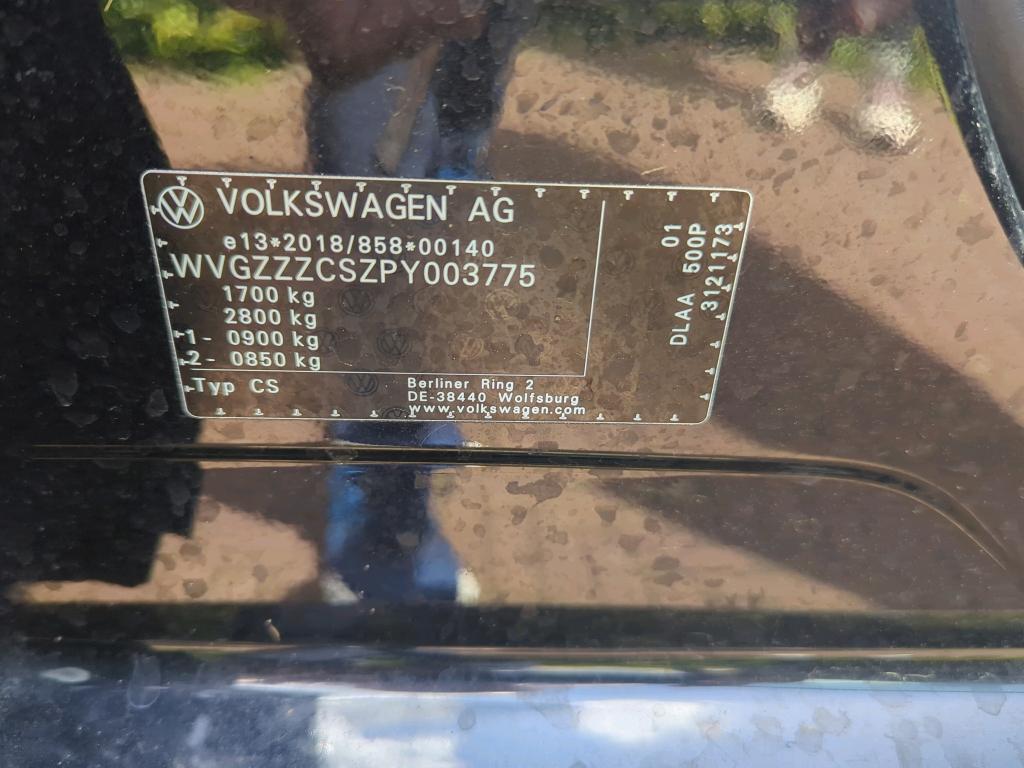 VOLKSWAGEN AG
e13*2018/858*00140
WVGZZZCSZPY003775
1700 kg
2800 kg
1- 0900 kg
2- 0850 kg
Typ CS
Berliner Ring 2
DE-38440 Wolfsburg
www.volkswagen.com
01
DLAA 500P
3121173